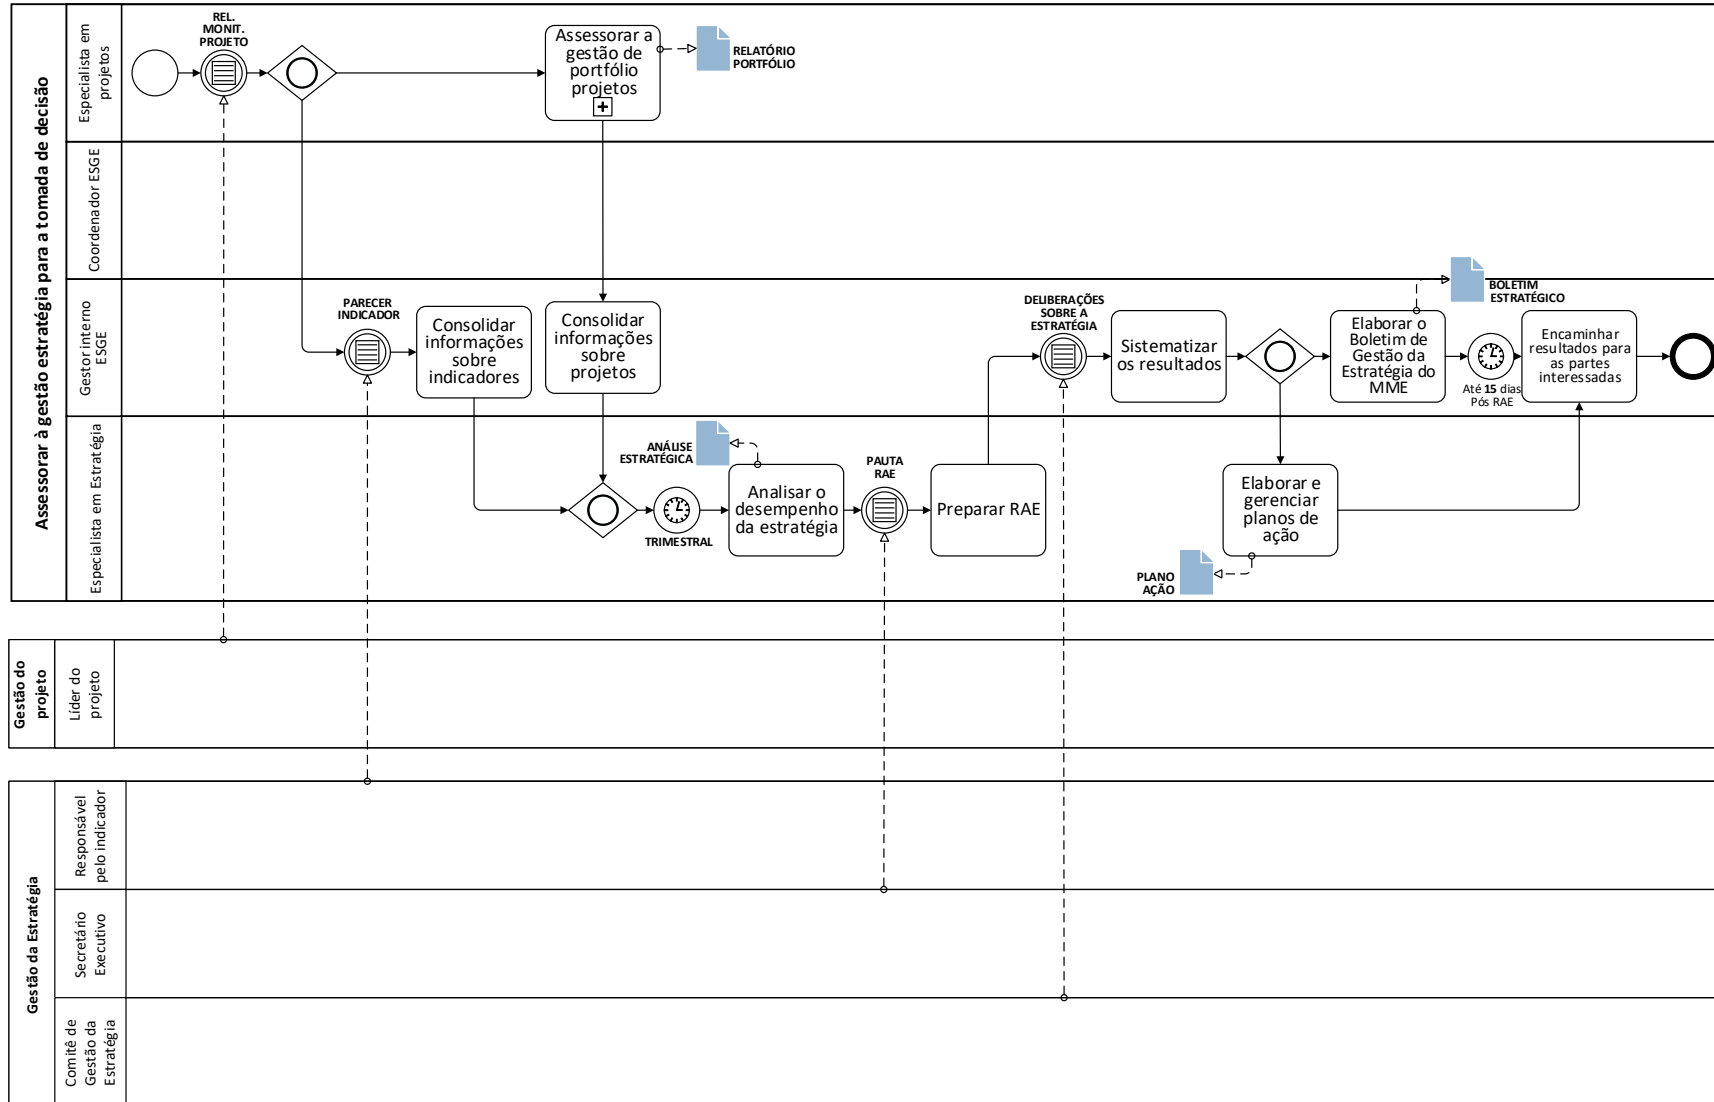 Assessorar à gestão estratégia para a tomada de decisão
Especialista em
projetos
REL.
MONIT.
PROJETO
Assessorar a
gestão de
portfólio
projetos
RELATÓRIO
PORTFÓLIO
Coordenador ESGE
Gestor interno
ESGE
PARECER
INDICADOR
Consolidar
informações
sobre
indicadores
Consolidar
informações
sobre
projetos
DELIBERAÇÕES
SOBRE A
ESTRATÉGIA
Sistematizar
os resultados
Elaborar o
Boletim de
Gestão da
Estratégia do
MME
BOLETIM
ESTRATÉGICO
Até 15 dias
Pós RAE
Encaminhar
resultados para
as partes
interessadas
Especialista em Estratégia
TRIMESTRAL
ANÁLISE
ESTRATÉGICA
Analisar o
desempenho
da estratégia
PAUTA
RAE
Preparar RAE
Elaborar e
gerenciar
planos de
ação
PLANO
AÇÃO
Gestão do
projeto
Líder do
projeto
Gestão da Estratégia
Responsável
pelo indicador
Secretário
Executivo
Comitê de
Gestão da
Estratégia